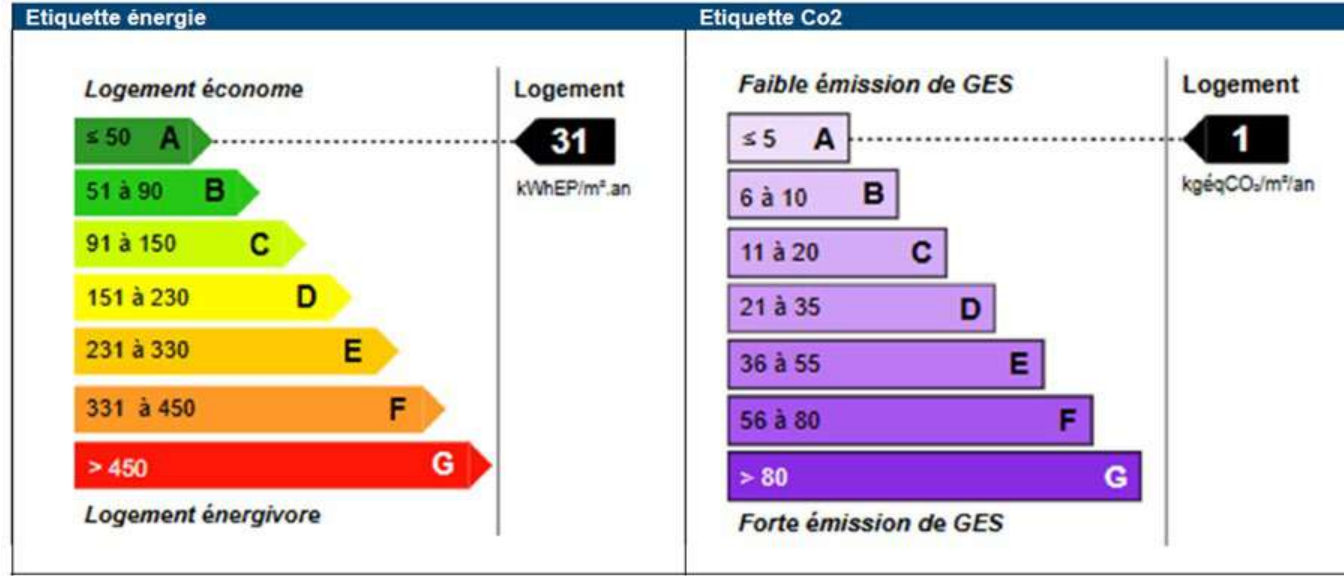 Etiquette énergie
Logement économe
Logement
≤ 50 A
31
kWhEP/m².an
51 à 90 B
91 à 150 C
151 à 230 D
231 à 330 E
331 à 450 F
> 450 G
Logement énergivore
Etiquette Co2
Faible émission de GES
Logement
≤ 5 A
1
kgéqCO₂/m²/an
6 à 10 B
11 à 20 C
21 à 35 D
36 à 55 E
56 à 80 F
> 80 G
Forte émission de GES